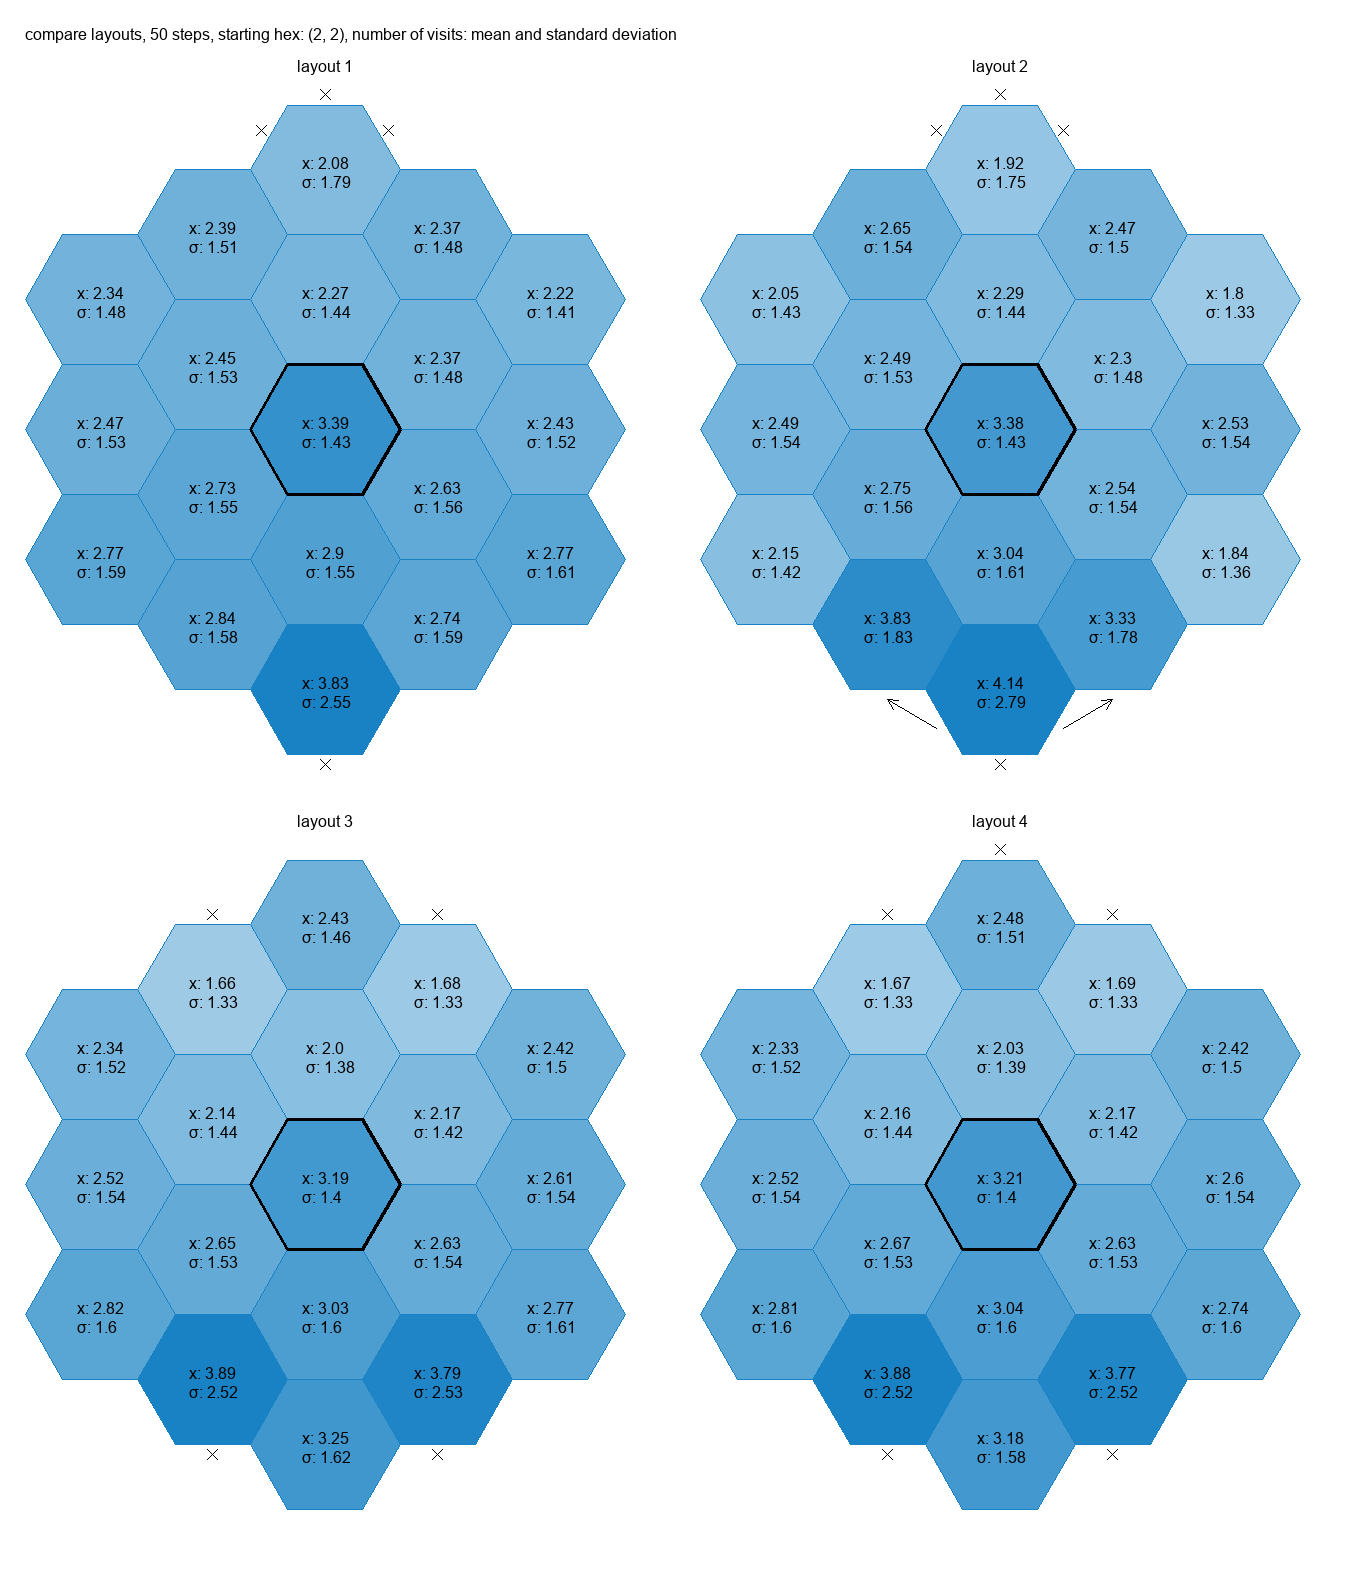 compare layouts, 50 steps, starting hex: (2, 2), number of visits: mean and standard deviation
layout 1
x: 2.08
σ: 1.79
x: 2.39
σ: 1.51
x: 2.37
σ: 1.48
x: 2.34
σ: 1.48
x: 2.27
σ: 1.44
x: 2.22
σ: 1.41
x: 2.45
σ: 1.53
x: 2.37
σ: 1.48
x: 2.47
σ: 1.53
x: 3.39
σ: 1.43
x: 2.43
σ: 1.52
x: 2.73
σ: 1.55
x: 2.63
σ: 1.56
x: 2.77
σ: 1.59
x: 2.9
σ: 1.55
x: 2.77
σ: 1.61
x: 2.84
σ: 1.58
x: 2.74
σ: 1.59
x: 3.83
σ: 2.55
layout 2
x: 1.92
σ: 1.75
x: 2.65
σ: 1.54
x: 2.47
σ: 1.5
x: 2.05
σ: 1.43
x: 2.29
σ: 1.44
x: 1.8
σ: 1.33
x: 2.49
σ: 1.53
x: 2.3
σ: 1.48
x: 2.49
σ: 1.54
x: 3.38
σ: 1.43
x: 2.53
σ: 1.54
x: 2.75
σ: 1.56
x: 2.54
σ: 1.54
x: 2.15
σ: 1.42
x: 3.04
σ: 1.61
x: 1.84
σ: 1.36
x: 3.83
σ: 1.83
x: 3.33
σ: 1.78
x: 4.14
σ: 2.79
layout 3
x: 2.43
σ: 1.46
x: 1.66
σ: 1.33
x: 1.68
σ: 1.33
x: 2.34
σ: 1.52
x: 2.0
σ: 1.38
x: 2.42
σ: 1.5
x: 2.14
σ: 1.44
x: 2.17
σ: 1.42
x: 2.52
σ: 1.54
x: 3.19
σ: 1.4
x: 2.61
σ: 1.54
x: 2.65
σ: 1.53
x: 2.63
σ: 1.54
x: 2.82
σ: 1.6
x: 3.03
σ: 1.6
x: 2.77
σ: 1.61
x: 3.89
σ: 2.52
x: 3.79
σ: 2.53
x: 3.25
σ: 1.62
layout 4
x: 2.48
σ: 1.51
x: 1.67
σ: 1.33
x: 1.69
σ: 1.33
x: 2.33
σ: 1.52
x: 2.03
σ: 1.39
x: 2.42
σ: 1.5
x: 2.16
σ: 1.44
x: 2.17
σ: 1.42
x: 2.52
σ: 1.54
x: 3.21
σ: 1.4
x: 2.6
σ: 1.54
x: 2.67
σ: 1.53
x: 2.63
σ: 1.53
x: 2.81
σ: 1.6
x: 3.04
σ: 1.6
x: 2.74
σ: 1.6
x: 3.88
σ: 2.52
x: 3.77
σ: 2.52
x: 3.18
σ: 1.58